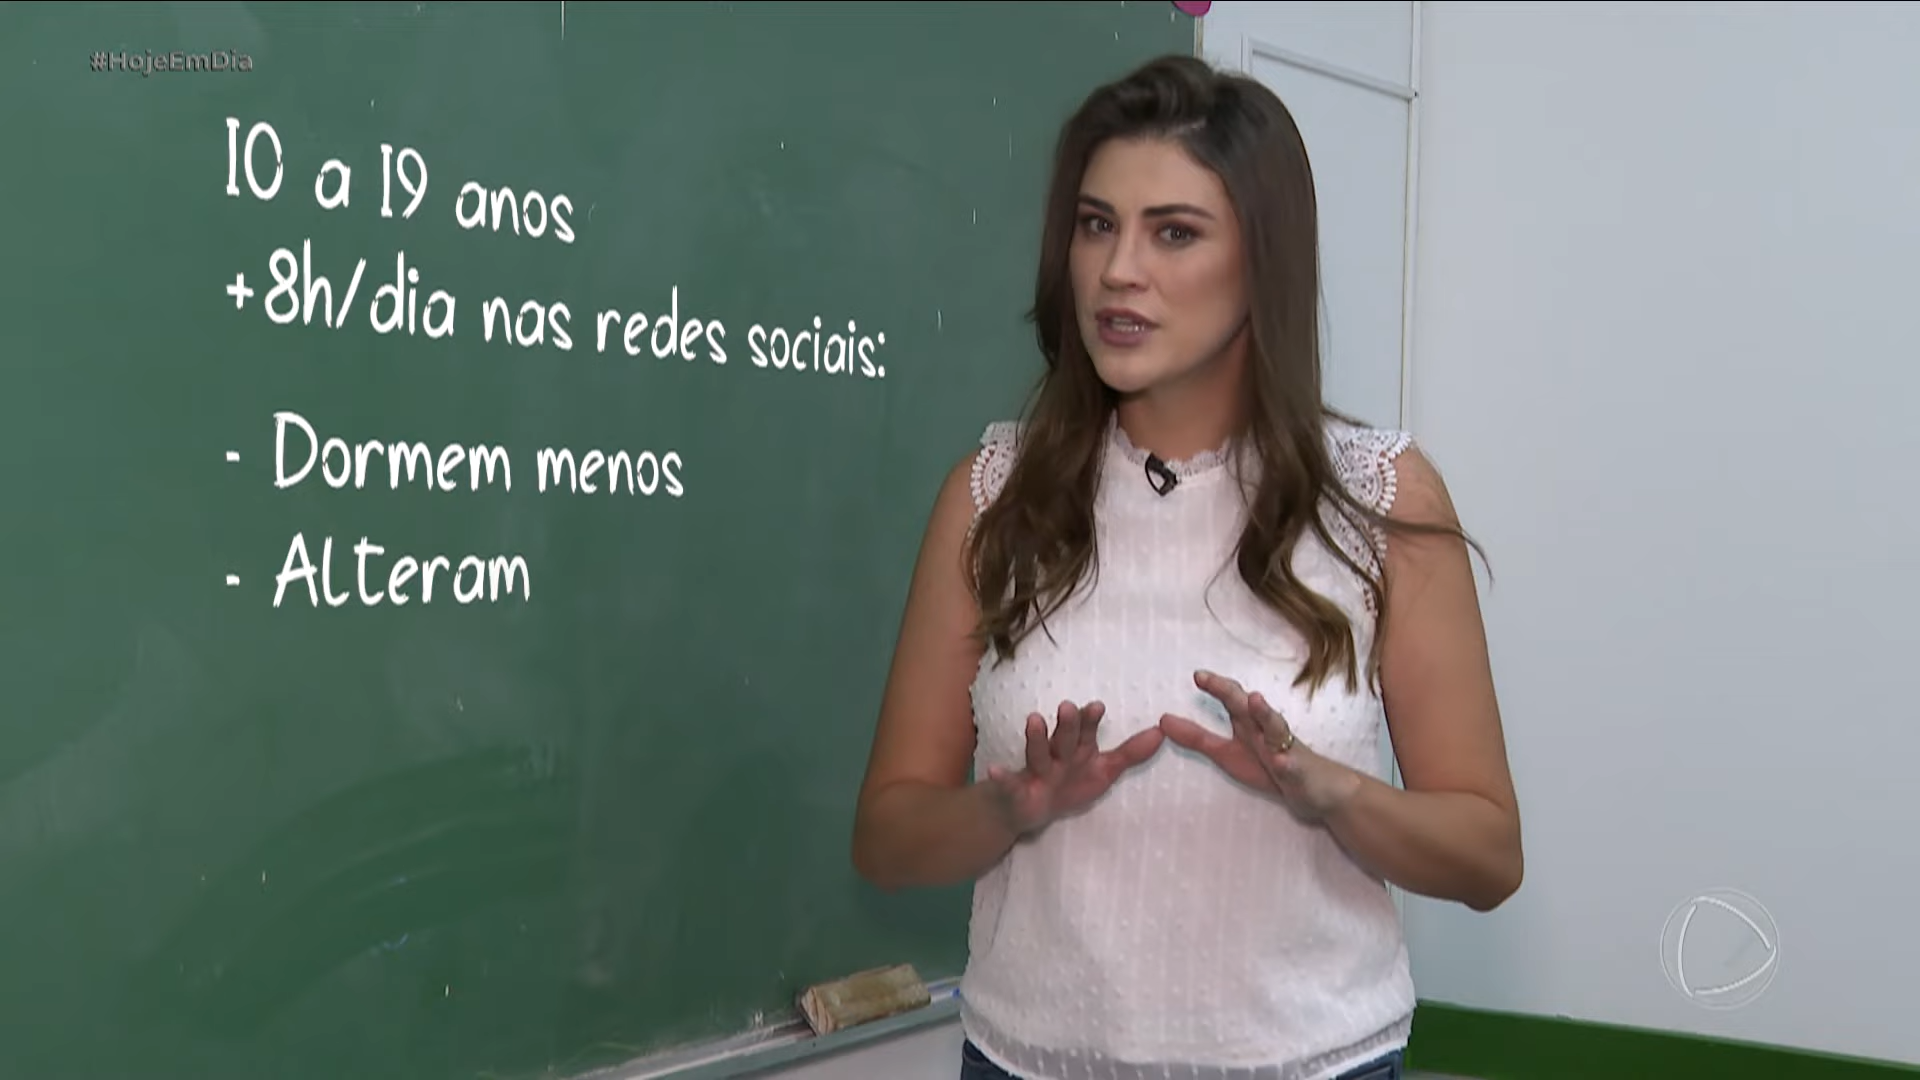 #HojeEmDia
10 a 19 anos
+8h/dia nas redes sociais:
- Dormem menos
- Alteram